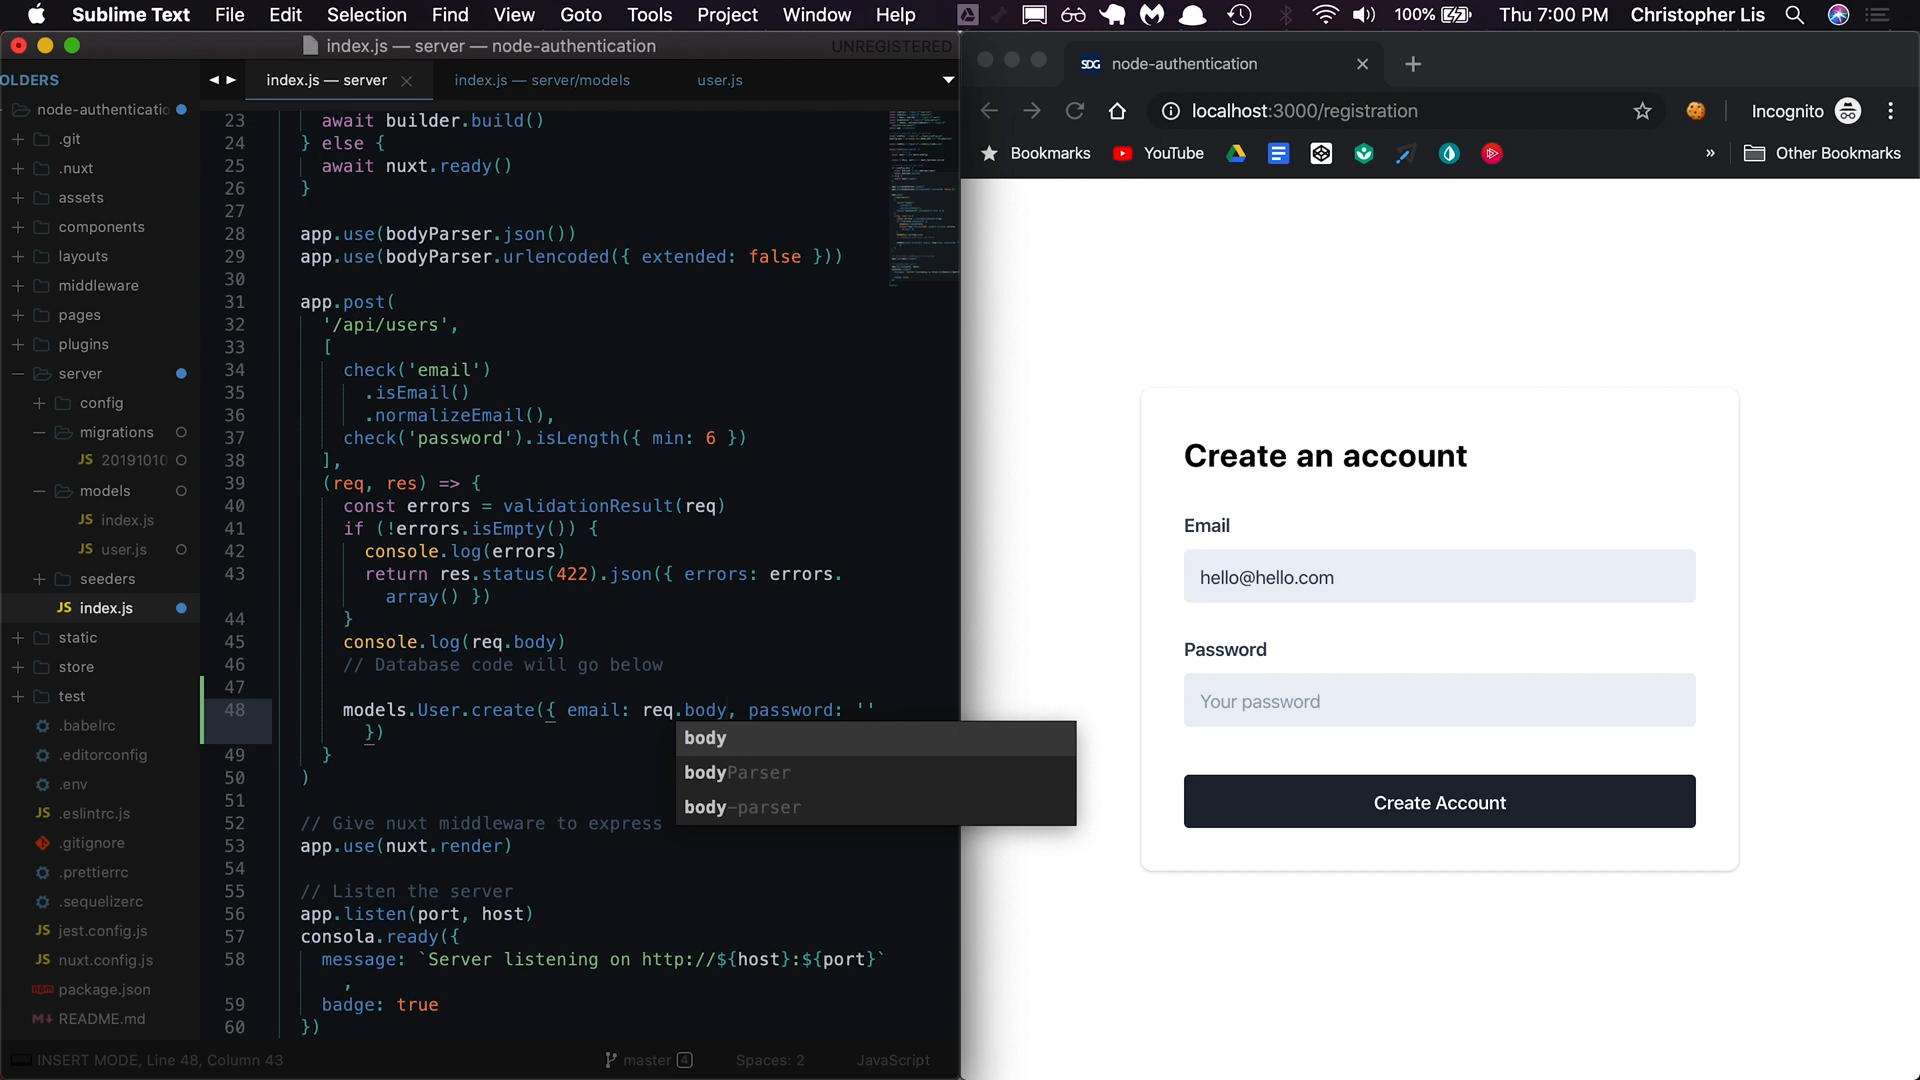 Sublime Text File Edit Selection Find View Goto Tools Project Window Help 100% Thu 7:00 PM Christopher Lis
index.js — server — node-authentication UNREGISTERED
OLDERS
node-authenticatio
.git
.nuxt
assets
components
layouts
middleware
pages
plugins
server
config
migrations
JS 20191010
models
JS index.js
JS user.js
seeders
JS index.js
static
store
test
.babelrc
.editorconfig
.env
JS .eslintrc.js
.gitignore
.prettierrc
.sequelizerc
JS jest.config.js
JS nuxt.config.js
npm package.json
M↓ README.md
index.js — server index.js — server/models user.js
23 await builder.build()
24 } else {
25 await nuxt.ready()
26 }
27
28 app.use(bodyParser.json())
29 app.use(bodyParser.urlencoded({ extended: false }))
30
31 app.post(
32 '/api/users',
33 [
34 check('email')
35 .isEmail()
36 .normalizeEmail(),
37 check('password').isLength({ min: 6 })
38 ],
39 (req, res) => {
40 const errors = validationResult(req)
41 if (!errors.isEmpty()) {
42 console.log(errors)
43 return res.status(422).json({ errors: errors.
array() })
44 }
45 console.log(req.body)
46 // Database code will go below
47
48 models.User.create({ email: req.body, password: ''
})
49 }
50 )
51
52 // Give nuxt middleware to express
53 app.use(nuxt.render)
54
55 // Listen the server
56 app.listen(port, host)
57 consola.ready({
58 message: `Server listening on http://${host}:${port}`
,
59 badge: true
60 })
body
bodyParser
body-parser
INSERT MODE, Line 48, Column 43 master 4 Spaces: 2 JavaScript
SDG node-authentication
localhost:3000/registration Incognito
Bookmarks YouTube » Other Bookmarks
Create an account
Email
hello@hello.com
Password
Your password
Create Account